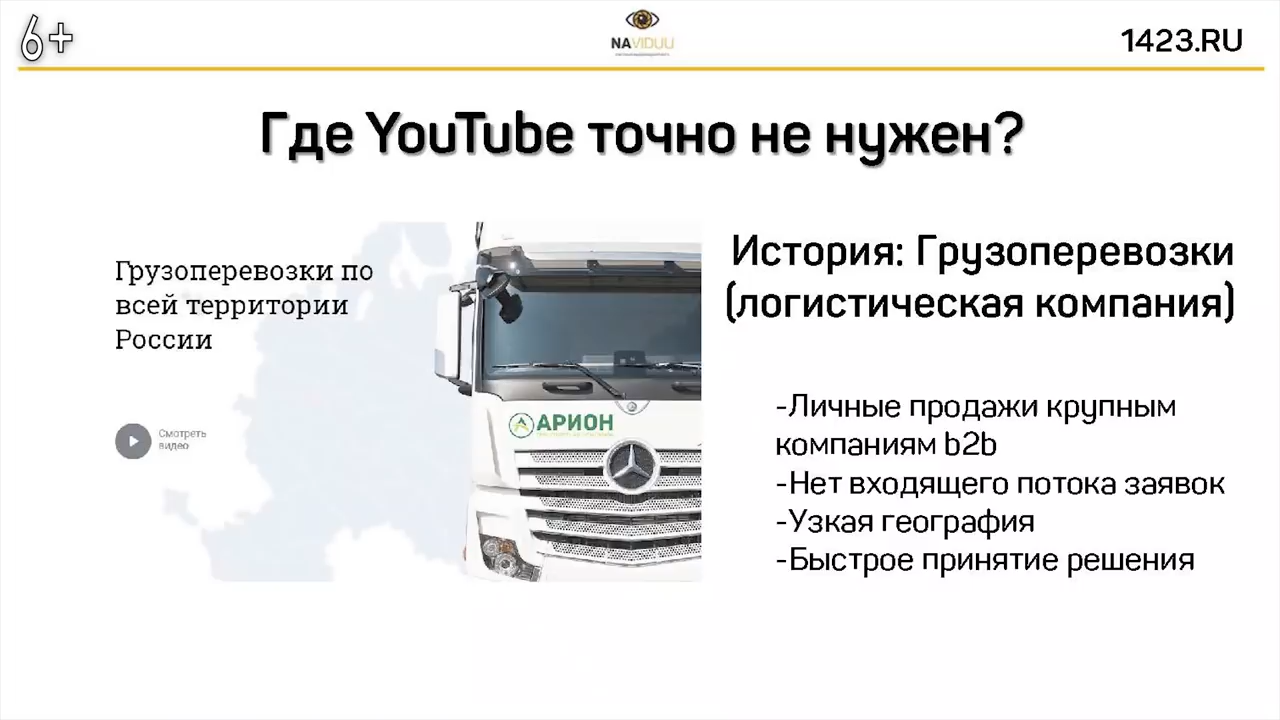 6+
NAVIDUU
1423.RU
Где YouTube точно не нужен?
Грузоперевозки по
всей территории
России
Смотреть
видео
АРИОН
История: Грузоперевозки
(логистическая компания)
-Личные продажи крупным
компаниям b2b
-Нет входящего потока заявок
-Узкая география
-Быстрое принятие решения